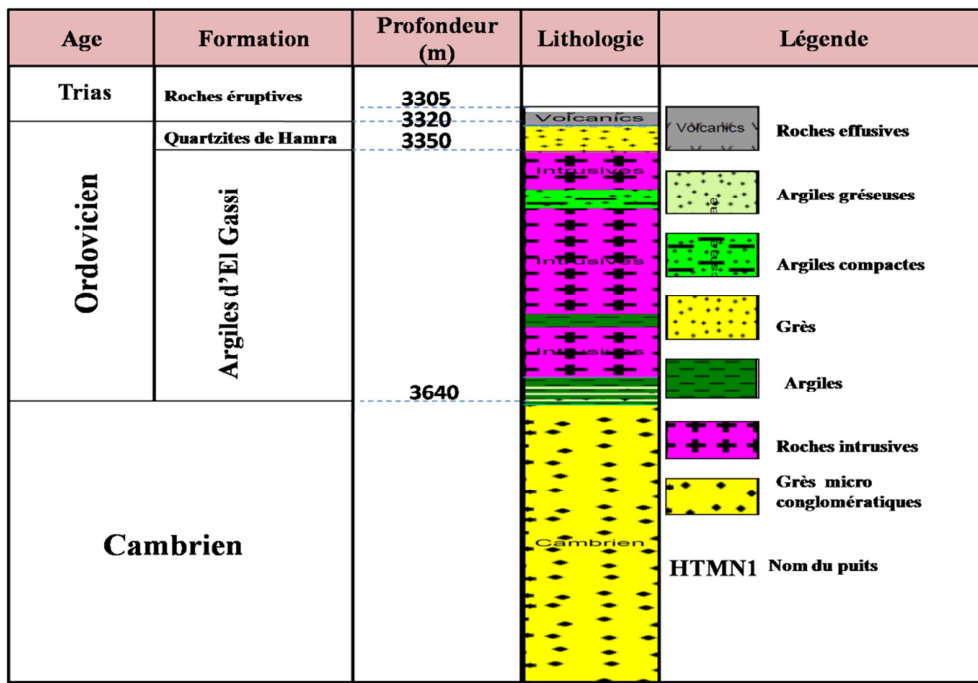 Age
Formation
Profondeur
(m)
Lithologie
Légende
Trias
Roches éruptives
3305
Volcanics
3320
Quartzites de Hamra
3350
Ordovicien
Argiles d'El Gassi
Intrusives
Intrusives
Intrusives
3640
Cambrien
Cambrien
Volcanics
Roches effusives
Argiles gréseuses
Argiles compactes
Grès
Argiles
Roches intrusives
Grès micro
conglomératiques
HTMN1 Nom du puits